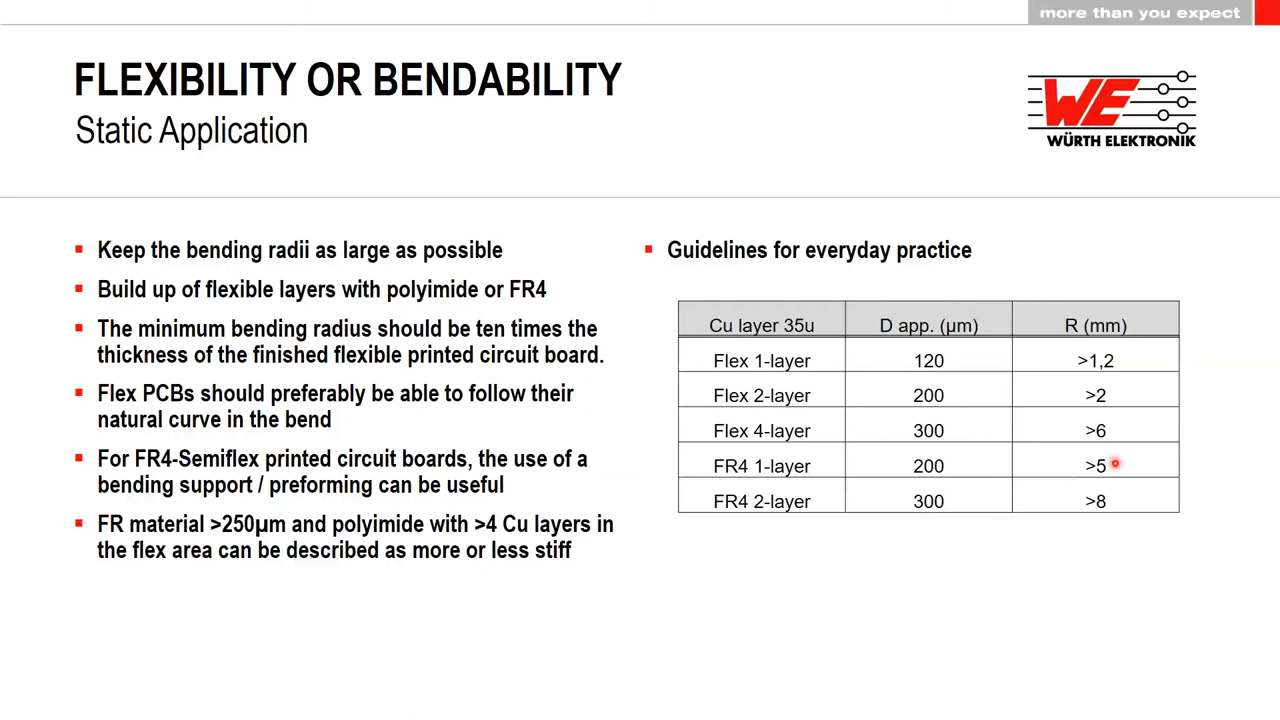 more than you expect
FLEXIBILITY OR BENDABILITY
Static Application
WE
WÜRTH ELEKTRONIK
Keep the bending radii as large as possible
Build up of flexible layers with polyimide or FR4
The minimum bending radius should be ten times the
thickness of the finished flexible printed circuit board.
Flex PCBs should preferably be able to follow their
natural curve in the bend
For FR4-Semiflex printed circuit boards, the use of a
bending support / preforming can be useful
FR material >250µm and polyimide with >4 Cu layers in
the flex area can be described as more or less stiff
Guidelines for everyday practice
Cu layer 35u D app. (µm) R (mm)
Flex 1-layer 120 >1,2
Flex 2-layer 200 >2
Flex 4-layer 300 >6
FR4 1-layer 200 >5
FR4 2-layer 300 >8